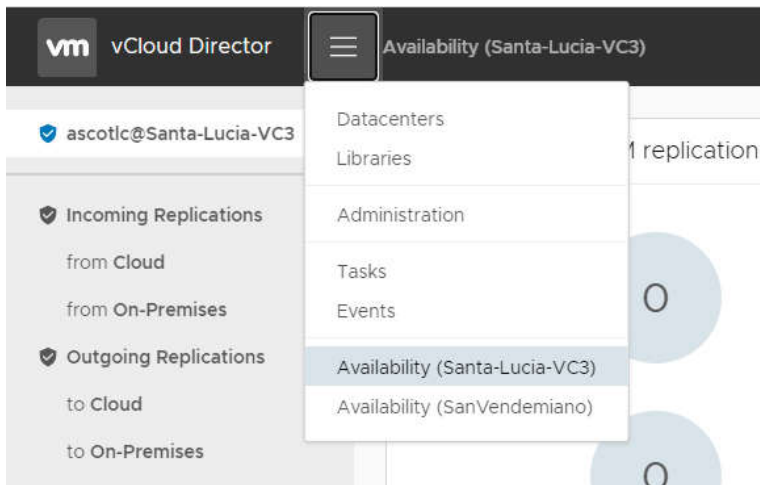 vm vCloud Director Availability (Santa-Lucia-VC3)
ascotlc@Santa-Lucia-VC3
Incoming Replications
from Cloud
from On-Premises
Outgoing Replications
to Cloud
to On-Premises
Datacenters
Libraries
Administration
Tasks
Events
Availability (Santa-Lucia-VC3)
Availability (SanVendemiano)
replication
0
0